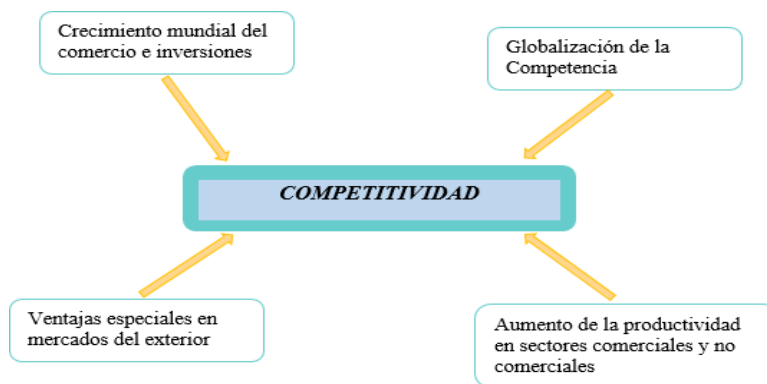 Crecimiento mundial del
comercio e inversiones
Globalización de la
Competencia
COMPETITIVIDAD
Ventajas especiales en
mercados del exterior
Aumento de la productividad
en sectores comerciales y no
comerciales